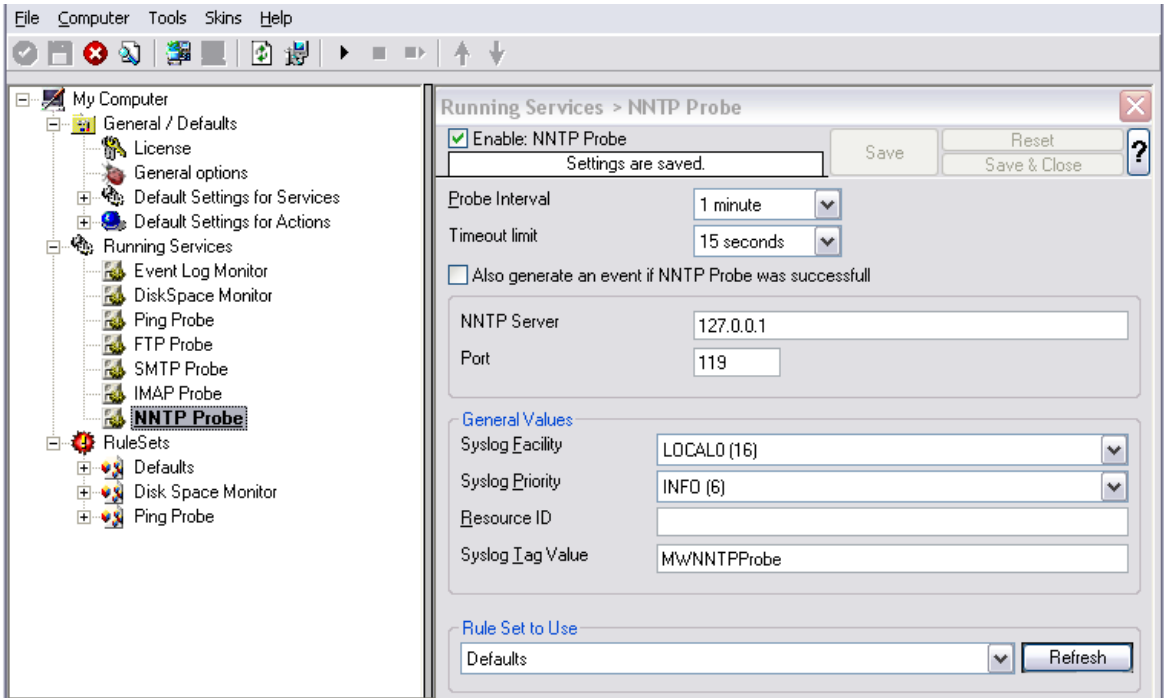 File Computer Tools Skins Help
My Computer
General / Defaults
License
General options
Default Settings for Services
Default Settings for Actions
Running Services
Event Log Monitor
DiskSpace Monitor
Ping Probe
FTP Probe
SMTP Probe
IMAP Probe
NNTP Probe
RuleSets
Defaults
Disk Space Monitor
Ping Probe
Running Services > NNTP Probe
Enable: NNTP Probe
Settings are saved.
Save
Reset
Save & Close
?
Probe Interval 1 minute
Timeout limit 15 seconds
Also generate an event if NNTP Probe was successfull
NNTP Server 127.0.0.1
Port 119
General Values
Syslog Facility LOCAL0 (16)
Syslog Priority INFO (6)
Resource ID
Syslog Tag Value MWNNTPProbe
Rule Set to Use
Defaults Refresh